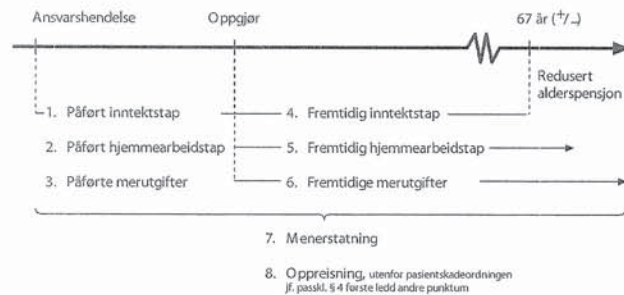 Ansvarshendelse Oppgjør 67 år (+/-)
Redusert
alderspensjon
1. Påført inntektstap 4. Fremtidig inntektstap
2. Påført hjemmearbeidstap 5. Fremtidig hjemmearbeidstap
3. Påførte merutgifter 6. Fremtidige merutgifter
7. Menerstatning
8. Oppreisning, utenfor pasientskadeordningen
jf. passkl. § 4 første ledd andre punktum